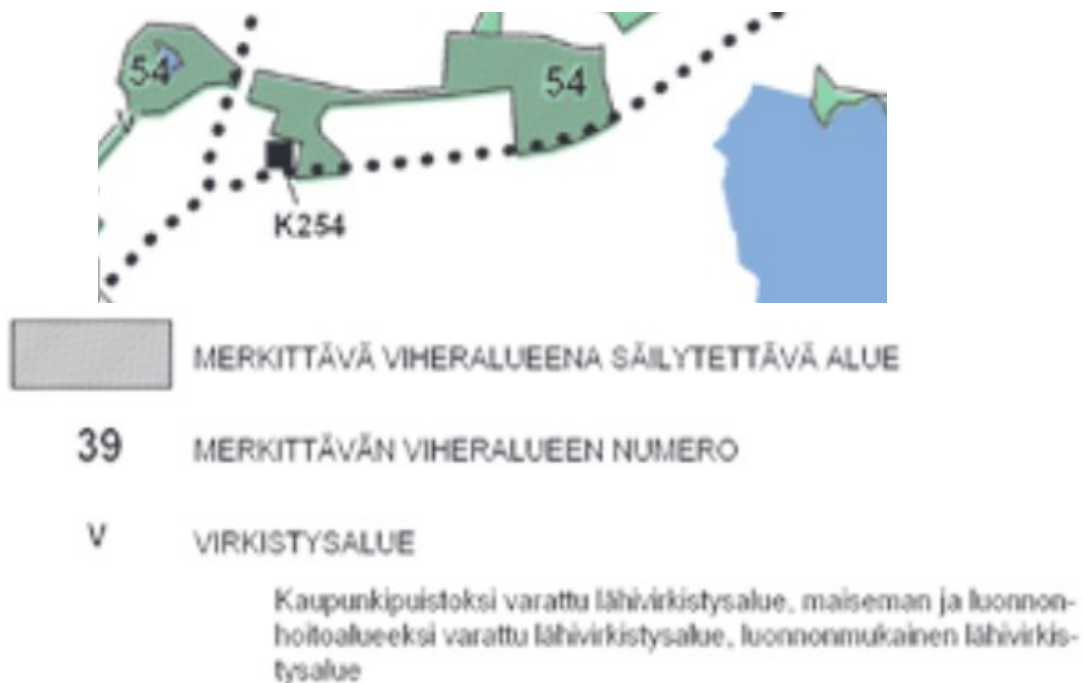 54
54
V
K254
MERKITTÄVÄ VIHERALUEENA SÄILYTETTÄVÄ ALUE
39 MERKITTÄVÄN VIHERALUEEN NUMERO
V VIRKISTYSALUE
Kaupunkipuistoksi varattu lähivirkistysalue, maiseman ja luonnon-
hoitoalueeksi varattu lähivirkistysalue, luonnonmukainen lähivirkis-
tysalue